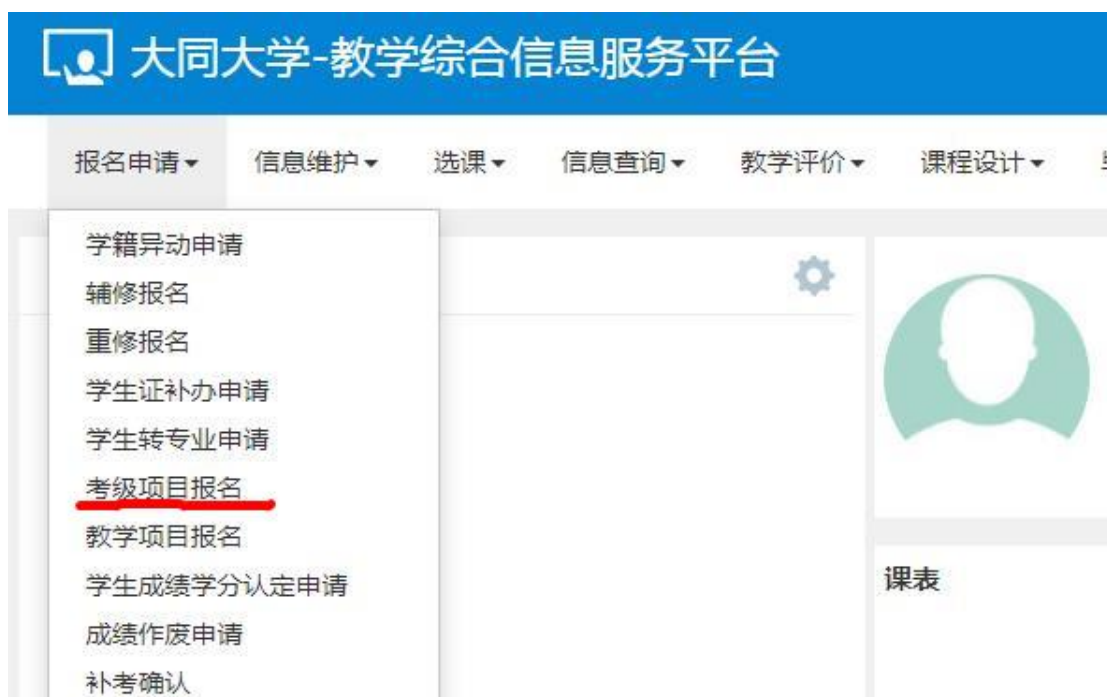 大同大学-教学综合信息服务平台
报名申请 信息维护 选课 信息查询 教学评价 课程设计
学籍异动申请
辅修报名
重修报名
学生证补办申请
学生转专业申请
考级项目报名
教学项目报名
学生成绩学分认定申请
课表
成绩作废申请
补考确认